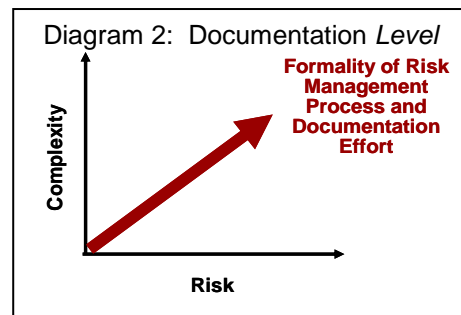 Diagram 2: Documentation Level
Formality of Risk
Management
Process and
Documentation
Effort
Complexity
Risk